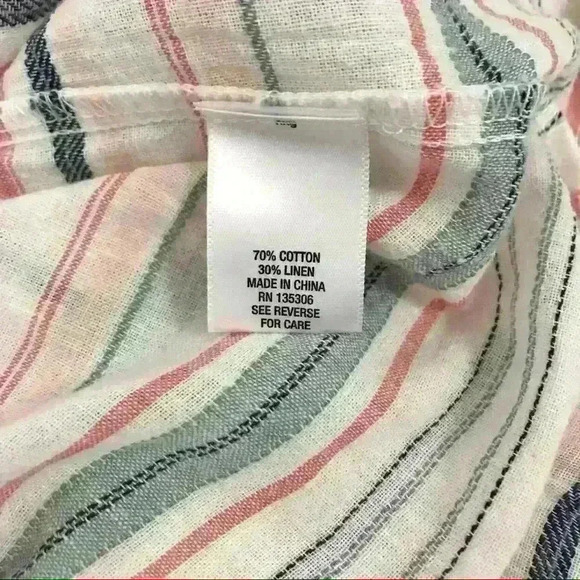 70% COTTON
30% LINEN
MADE IN CHINA
RN 135306
SEE REVERSE
FOR CARE